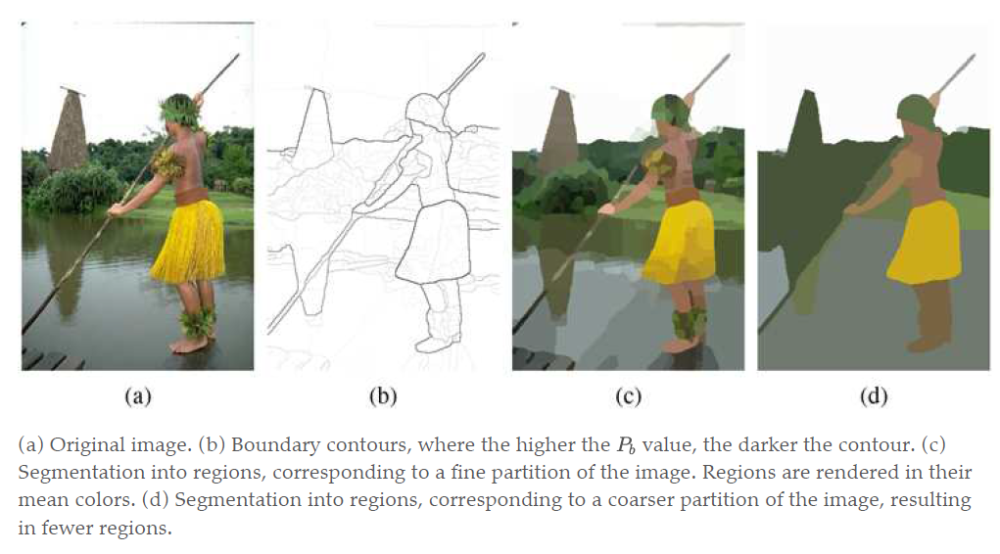 (a) (b) (c) (d)
(a) Original image. (b) Boundary contours, where the higher the P_b value, the darker the contour. (c)
Segmentation into regions, corresponding to a fine partition of the image. Regions are rendered in their
mean colors. (d) Segmentation into regions, corresponding to a coarser partition of the image, resulting
in fewer regions.